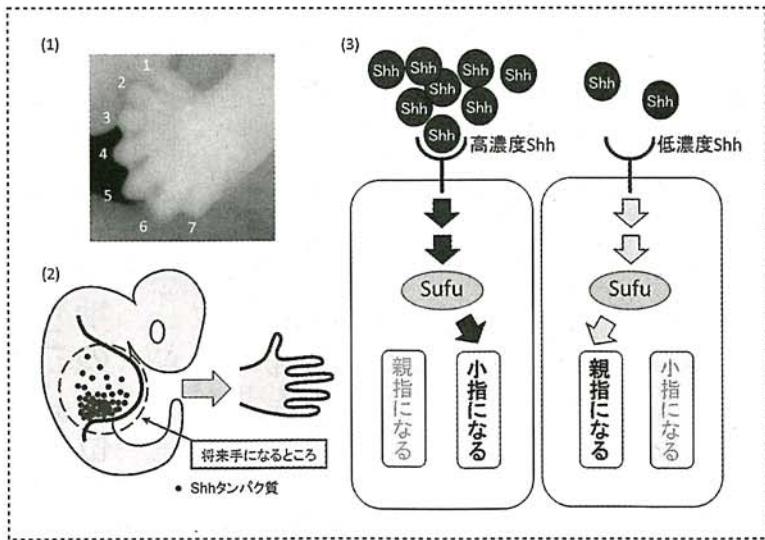 (1)
1
2
3
4
5
6
7
(2)
将来手になるところ
● Shhタンパク質
(3)
Shh
Shh
Shh
Shh
Shh
Shh
Shh
Shh
高濃度Shh
Sufu
親指になる
小指になる
Shh
Shh
低濃度Shh
Sufu
親指になる
小指になる